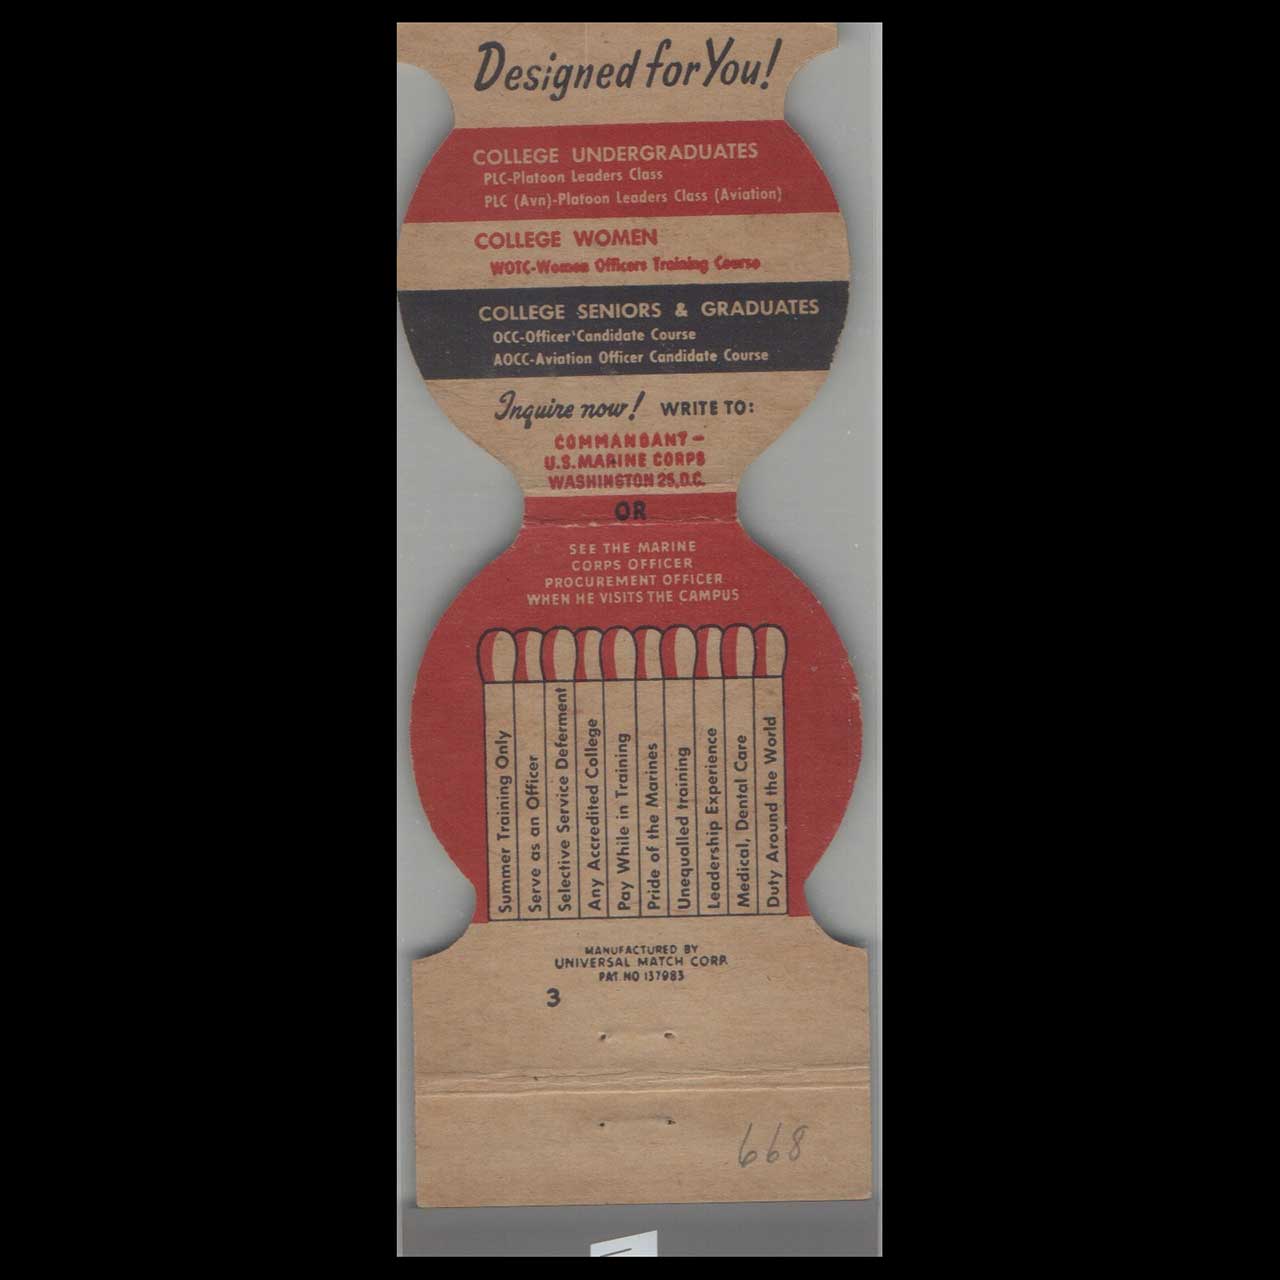 Designed for You!
COLLEGE UNDERGRADUATES
PLC-Platoon Leaders Class
PLC (Avn)-Platoon Leaders Class (Aviation)
COLLEGE WOMEN
WOTC-Women Officers Training Course
COLLEGE SENIORS & GRADUATES
OCC-Officer'Candidate Course
AOCC-Aviation Officer Candidate Course
Inquire now! WRITE TO:
COMMANDANT-
U.S. MARINE CORPS
WASHINGTON 25, D.C.
OR
SEE THE MARINE
CORPS OFFICER
PROCUREMENT OFFICER
WHEN HE VISITS THE CAMPUS
Summer Training Only
Serve as an Officer
Selective Service Deferment
Any Accredited College
Pay While in Training
Pride of the Marines
Unequalled training
Leadership Experience
Medical, Dental Care
Duty Around the World
MANUFACTURED BY
UNIVERSAL MATCH CORP.
PAT. NO 137983
3
668